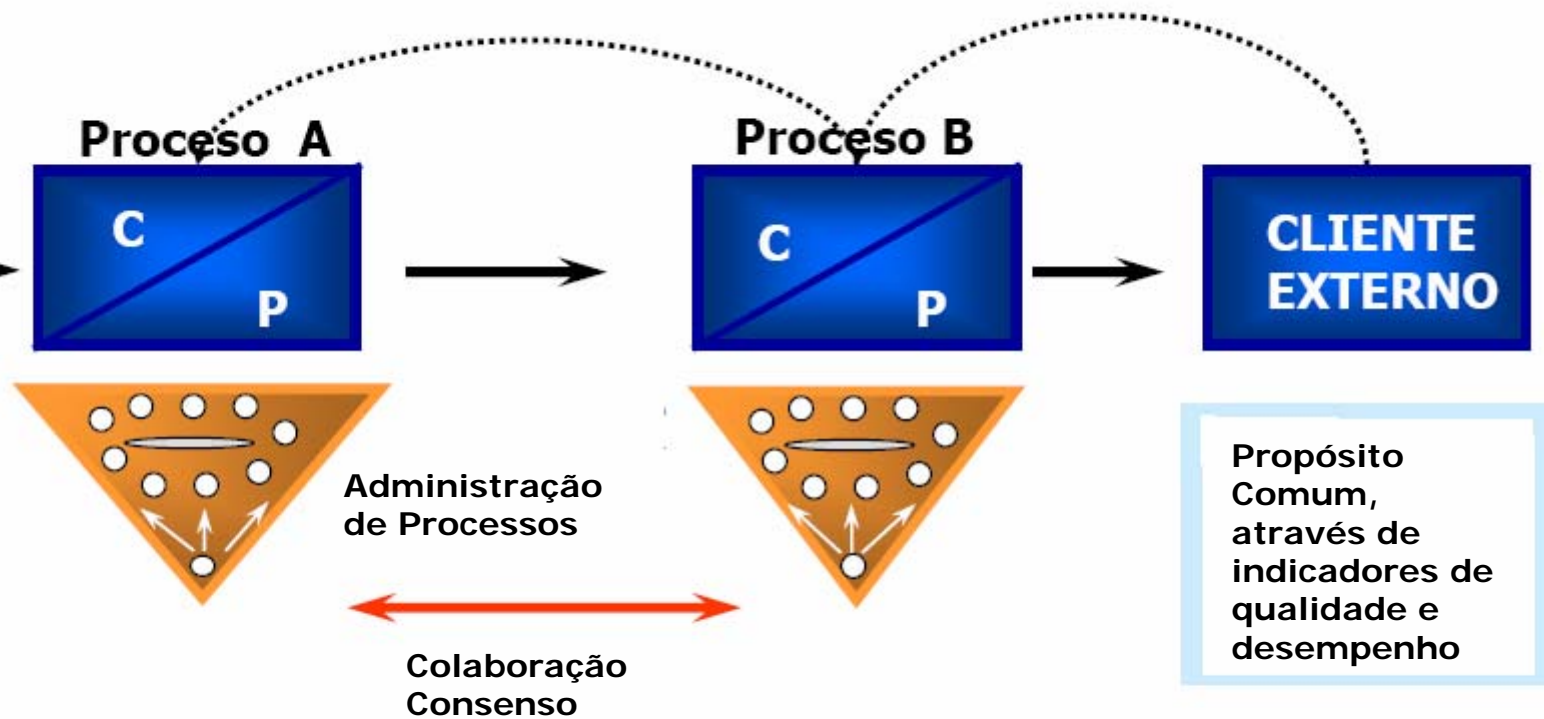 Proceso A
Proceso B
C
P
C
P
CLIENTE
EXTERNO
Administração
de Processos
Colaboração
Consenso
Propósito
Comum,
através de
indicadores de
qualidade e
desempenho